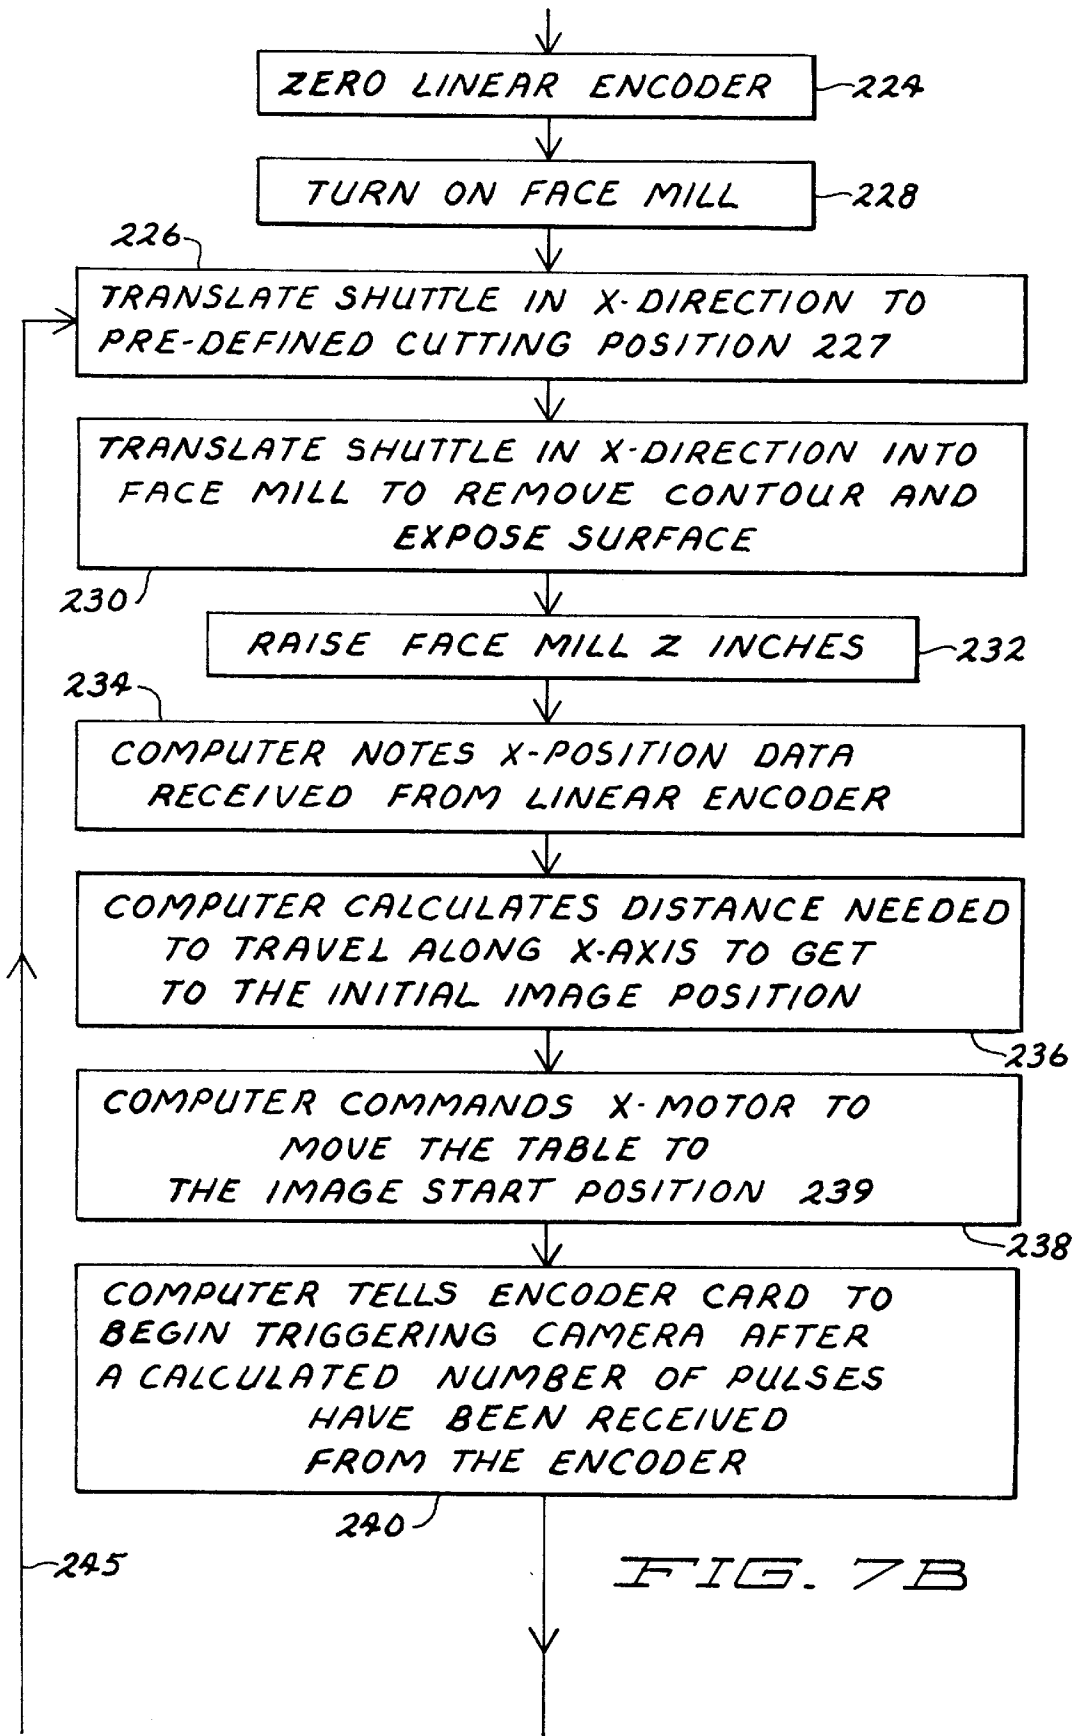 ZERO LINEAR ENCODER
224
TURN ON FACE MILL
228
226
TRANSLATE SHUTTLE IN X-DIRECTION TO
PRE-DEFINED CUTTING POSITION 227
TRANSLATE SHUTTLE IN X-DIRECTION INTO
FACE MILL TO REMOVE CONTOUR AND
EXPOSE SURFACE
230
RAISE FACE MILL Z INCHES
232
234
COMPUTER NOTES X-POSITION DATA
RECEIVED FROM LINEAR ENCODER
COMPUTER CALCULATES DISTANCE NEEDED
TO TRAVEL ALONG X-AXIS TO GET
TO THE INITIAL IMAGE POSITION
236
COMPUTER COMMANDS X-MOTOR TO
MOVE THE TABLE TO
THE IMAGE START POSITION 239
238
COMPUTER TELLS ENCODER CARD TO
BEGIN TRIGGERING CAMERA AFTER
A CALCULATED NUMBER OF PULSES
HAVE BEEN RECEIVED
FROM THE ENCODER
240
245
FIG. 7B